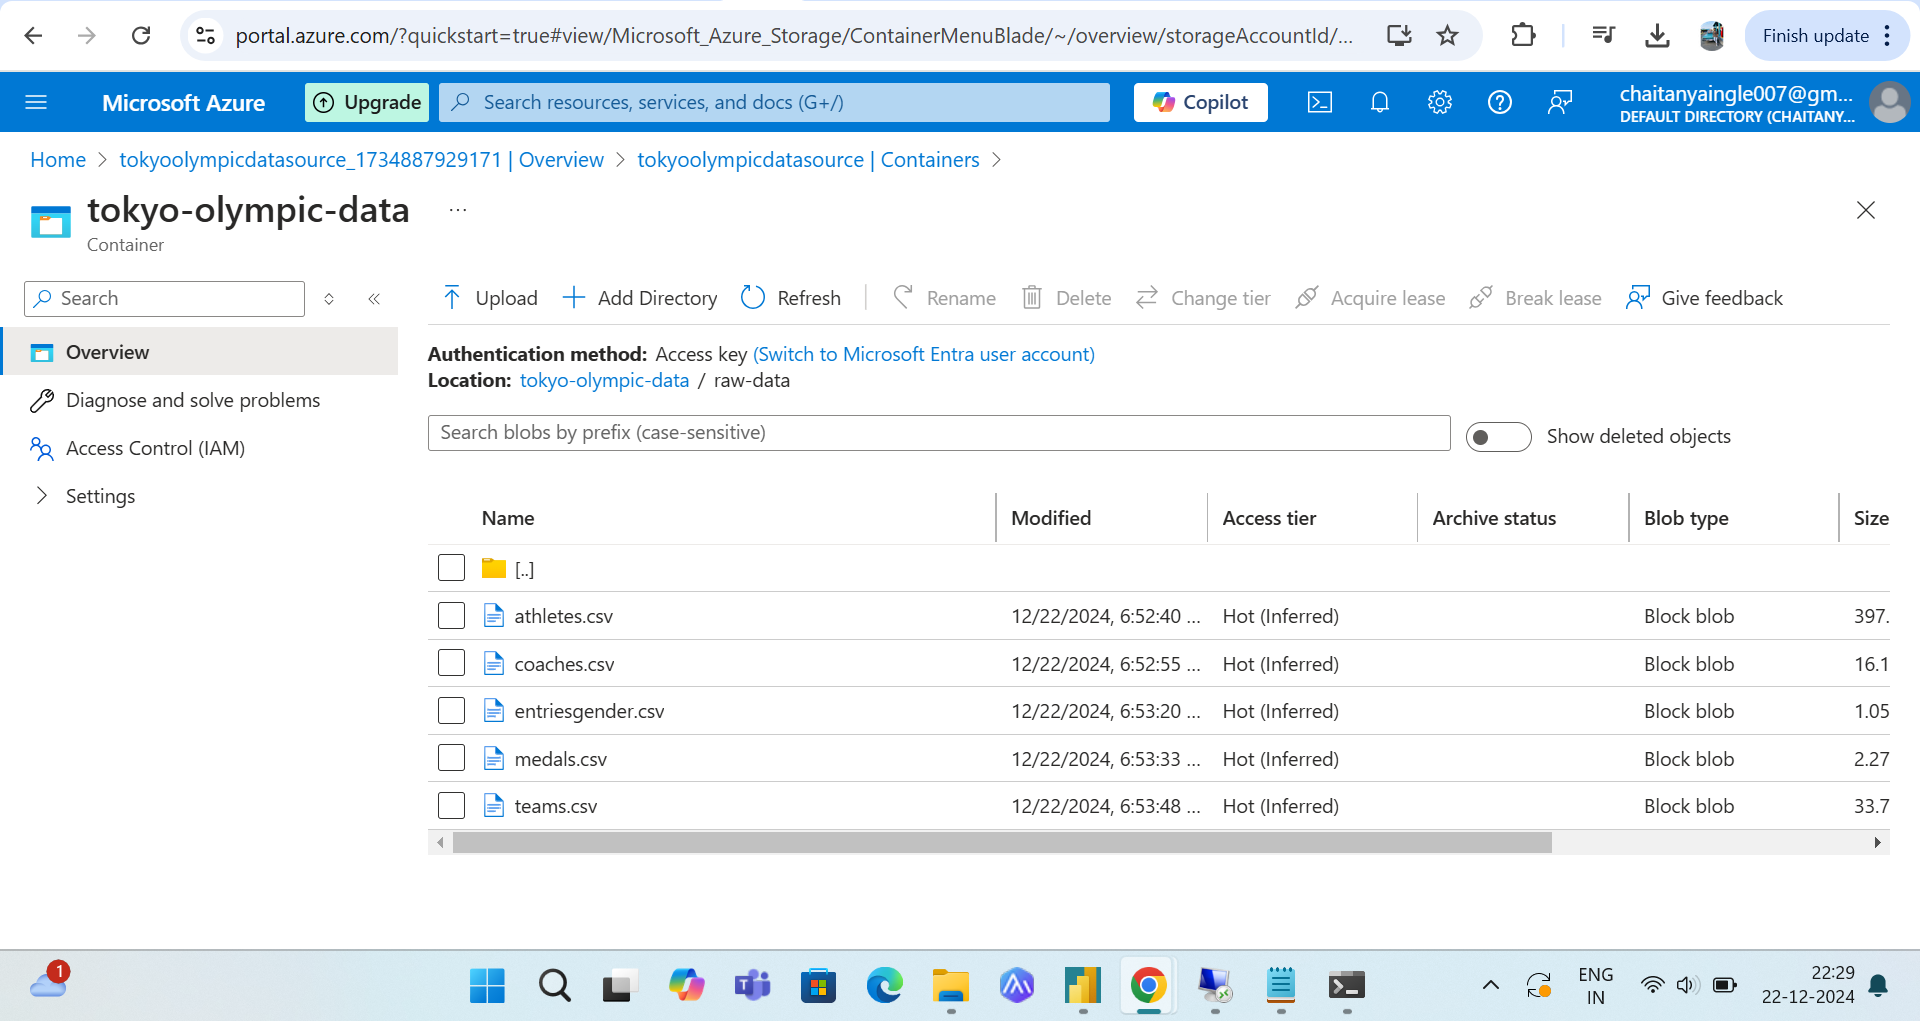 portal.azure.com/?quickstart=true#view/Microsoft_Azure_Storage/ContainerMenuBlade/~/overview/storageAccountId/...
Finish update
Microsoft Azure
Upgrade
Search resources, services, and docs (G+/)
Copilot
chaitanyaingle007@gm...
DEFAULT DIRECTORY (CHAITANY...
Home > tokyoolympicdatasource_1734887929171 | Overview > tokyoolympicdatasource | Containers >
tokyo-olympic-data ...
Container
Search
Upload Add Directory Refresh Rename Delete Change tier Acquire lease Break lease Give feedback
Overview
Diagnose and solve problems
Access Control (IAM)
Settings
Authentication method: Access key (Switch to Microsoft Entra user account)
Location: tokyo-olympic-data / raw-data
Search blobs by prefix (case-sensitive)
Show deleted objects
Name Modified Access tier Archive status Blob type Size
[..]
athletes.csv 12/22/2024, 6:52:40 ... Hot (Inferred) Block blob 397.
coaches.csv 12/22/2024, 6:52:55 ... Hot (Inferred) Block blob 16.1
entriesgender.csv 12/22/2024, 6:53:20 ... Hot (Inferred) Block blob 1.05
medals.csv 12/22/2024, 6:53:33 ... Hot (Inferred) Block blob 2.27
teams.csv 12/22/2024, 6:53:48 ... Hot (Inferred) Block blob 33.7
1
ENG
IN
22:29
22-12-2024